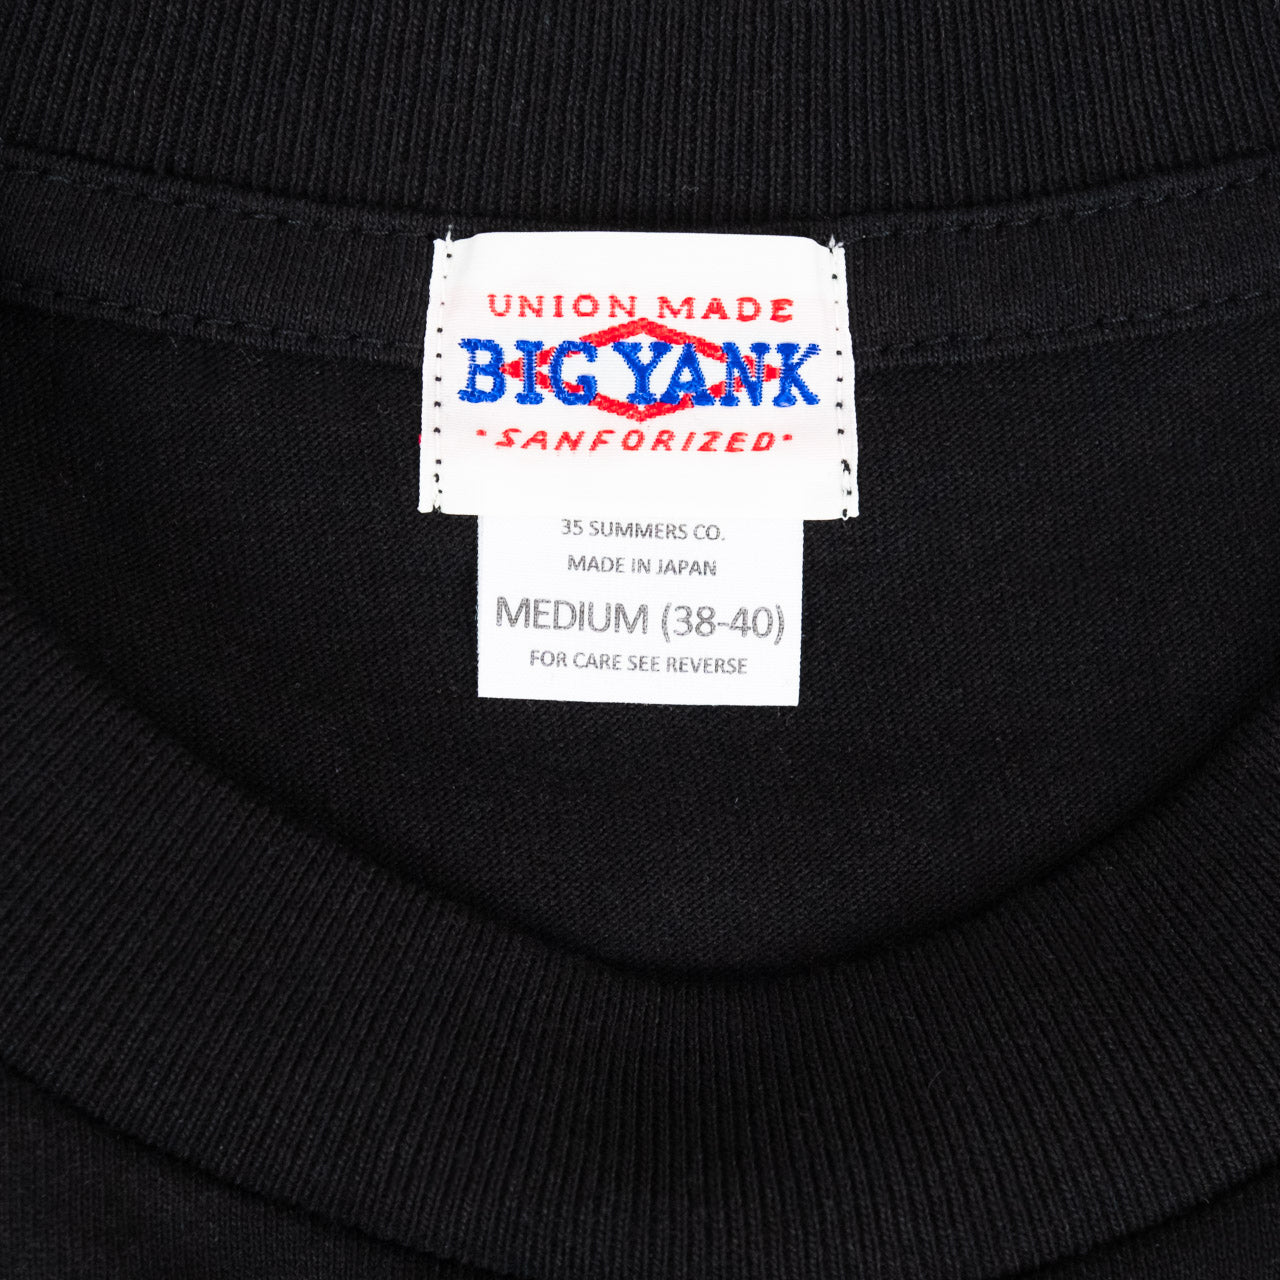 UNION MADE
BIG YANK
·SANFORIZED·
35 SUMMERS CO.
MADE IN JAPAN
MEDIUM (38-40)
FOR CARE SEE REVERSE